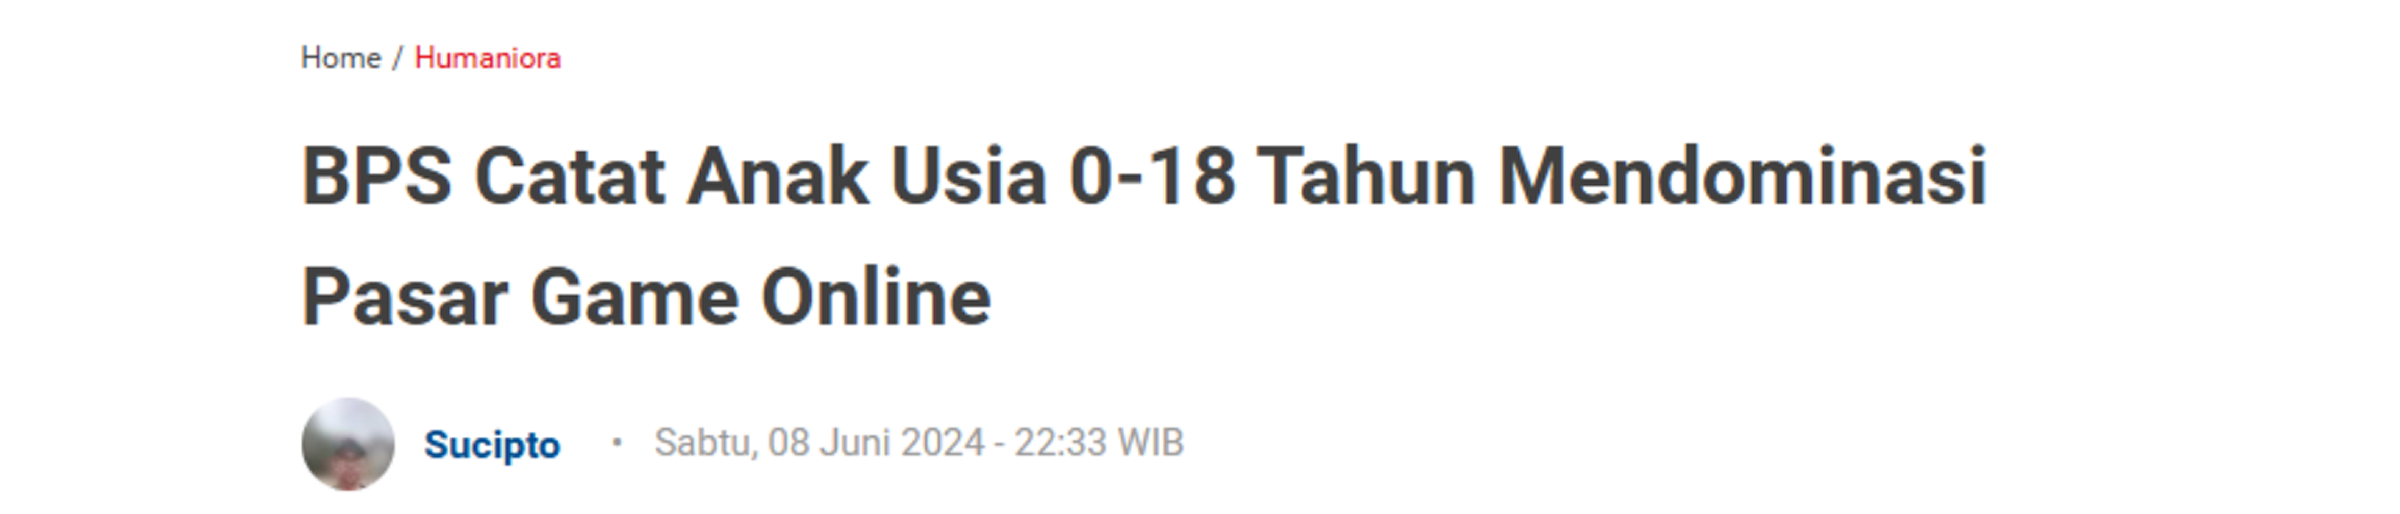 Home / Humaniora
BPS Catat Anak Usia 0-18 Tahun Mendominasi
Pasar Game Online
Sucipto • Sabtu, 08 Juni 2024 - 22:33 WIB